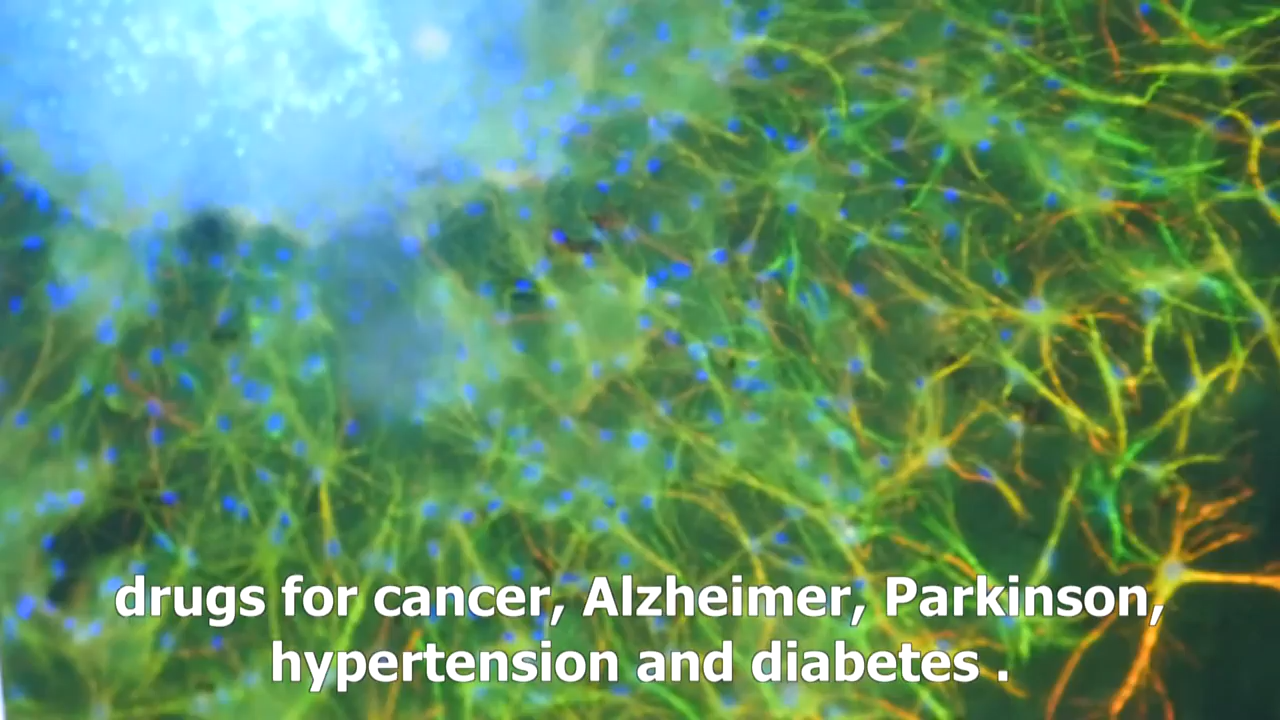 drugs for cancer, Alzheimer, Parkinson,
hypertension and diabetes .